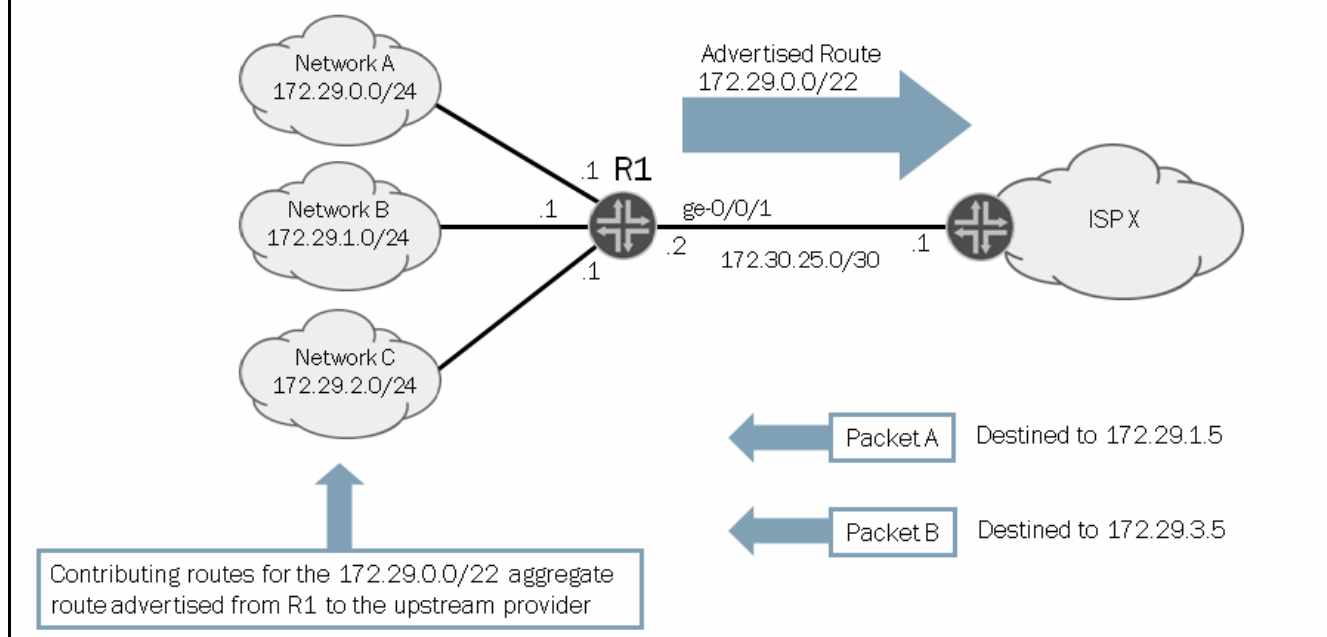 Network A
172.29.0.0/24
Advertised Route
172.29.0.0/22
.1
R1
Network B
172.29.1.0/24
.1
ge-0/0/1
.2
172.30.25.0/30
.1
ISP X
.1
Network C
172.29.2.0/24
Packet A
Destined to 172.29.1.5
Packet B
Destined to 172.29.3.5
Contributing routes for the 172.29.0.0/22 aggregate
route advertised from R1 to the upstream provider